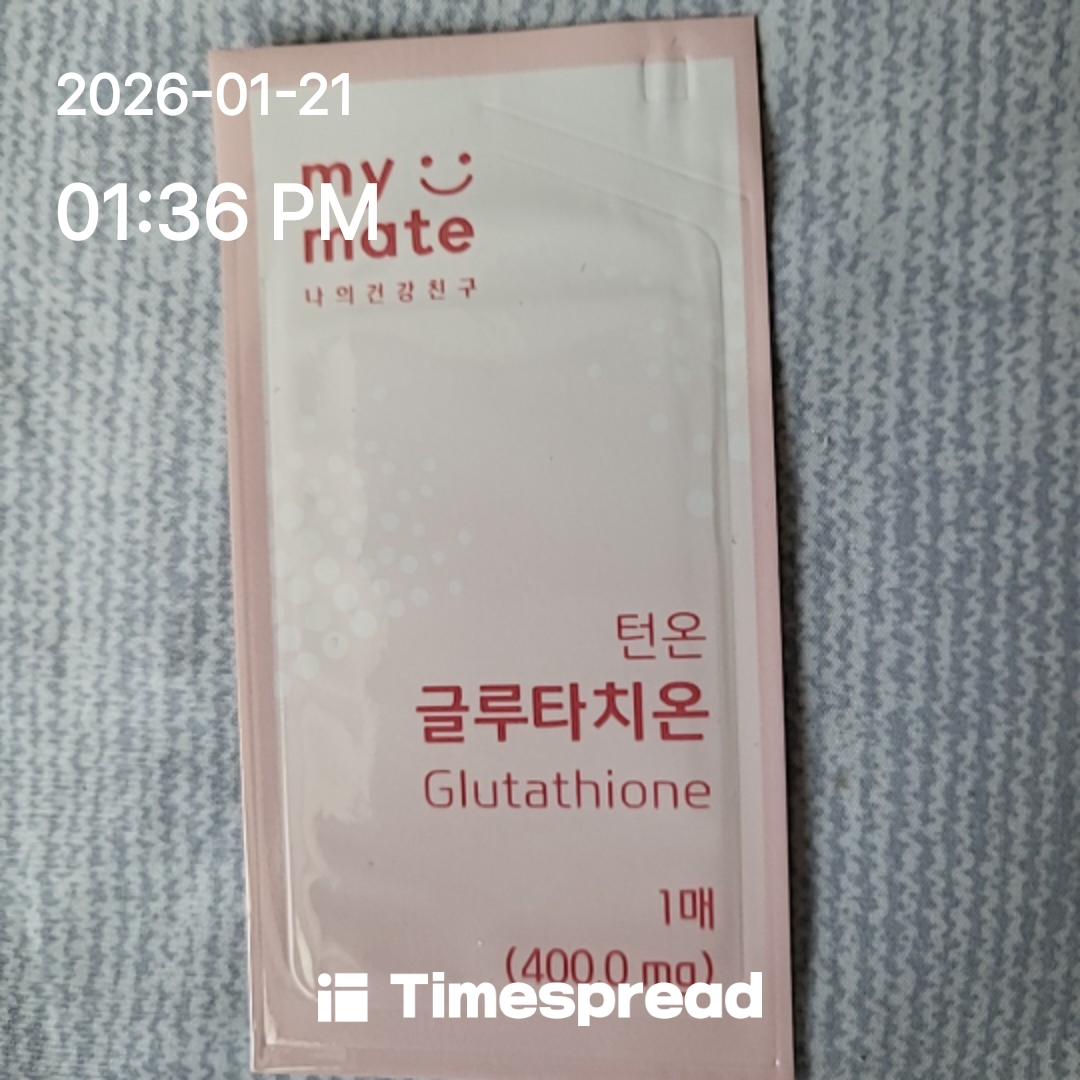 2026-01-21
01:36 PM
my
mate
나의건강친구
턴온
글루타치온
Glutathione
1매
(400.0 mg)
Timespread